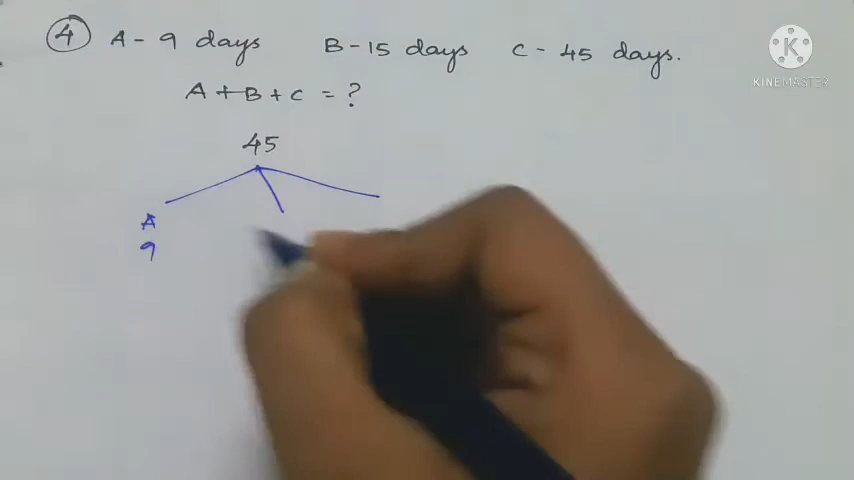 4 A - 9 days B - 15 days C - 45 days.
A + B + C = ?
45
A
9
K
KINEMASTER